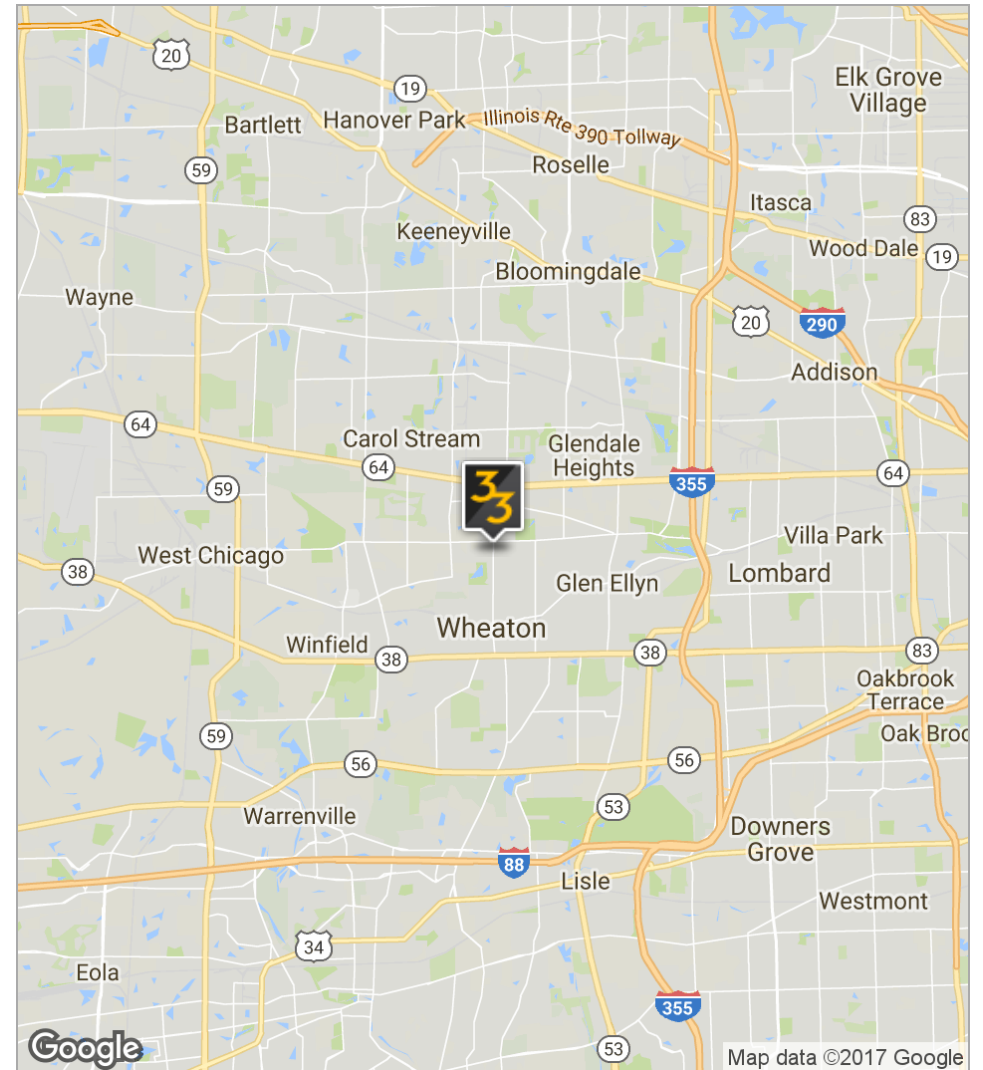 20
19
Elk Grove
Village
Bartlett
Hanover Park
Illinois Rte 390 Tollway
Roselle
59
Itasca
83
Keeneyville
Wood Dale
19
Bloomingdale
Wayne
20
290
Addison
64
Carol Stream
Glendale
Heights
64
355
64
59
33
Villa Park
West Chicago
38
Glen Ellyn
Lombard
Wheaton
Winfield
38
38
83
Oakbrook
Terrace
59
Oak Broo
56
56
53
Warrenville
Downers
Grove
88
Lisle
Westmont
34
Eola
355
53
Google
Map data ©2017 Google